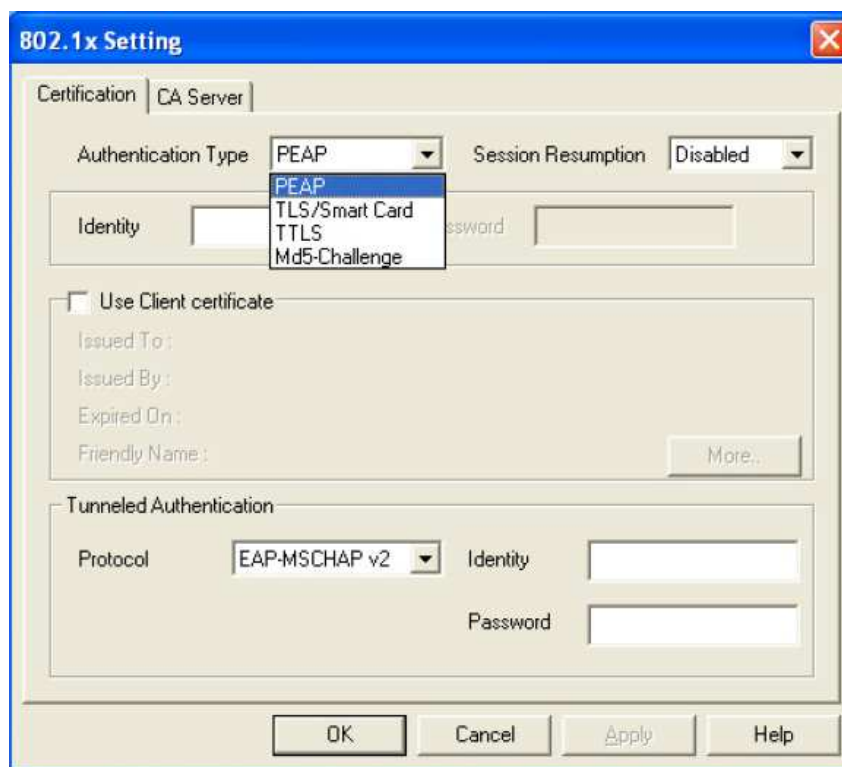 802.1x Setting
Certification CA Server
Authentication Type PEAP Session Resumption Disabled
PEAP
TLS/Smart Card
TTLS
Md5-Challenge
Identity ssword
Use Client certificate
Issued To :
Issued By :
Expired On :
Friendly Name : More..
Tunneled Authentication
Protocol EAP-MSCHAP v2 Identity
Password
OK Cancel Apply Help